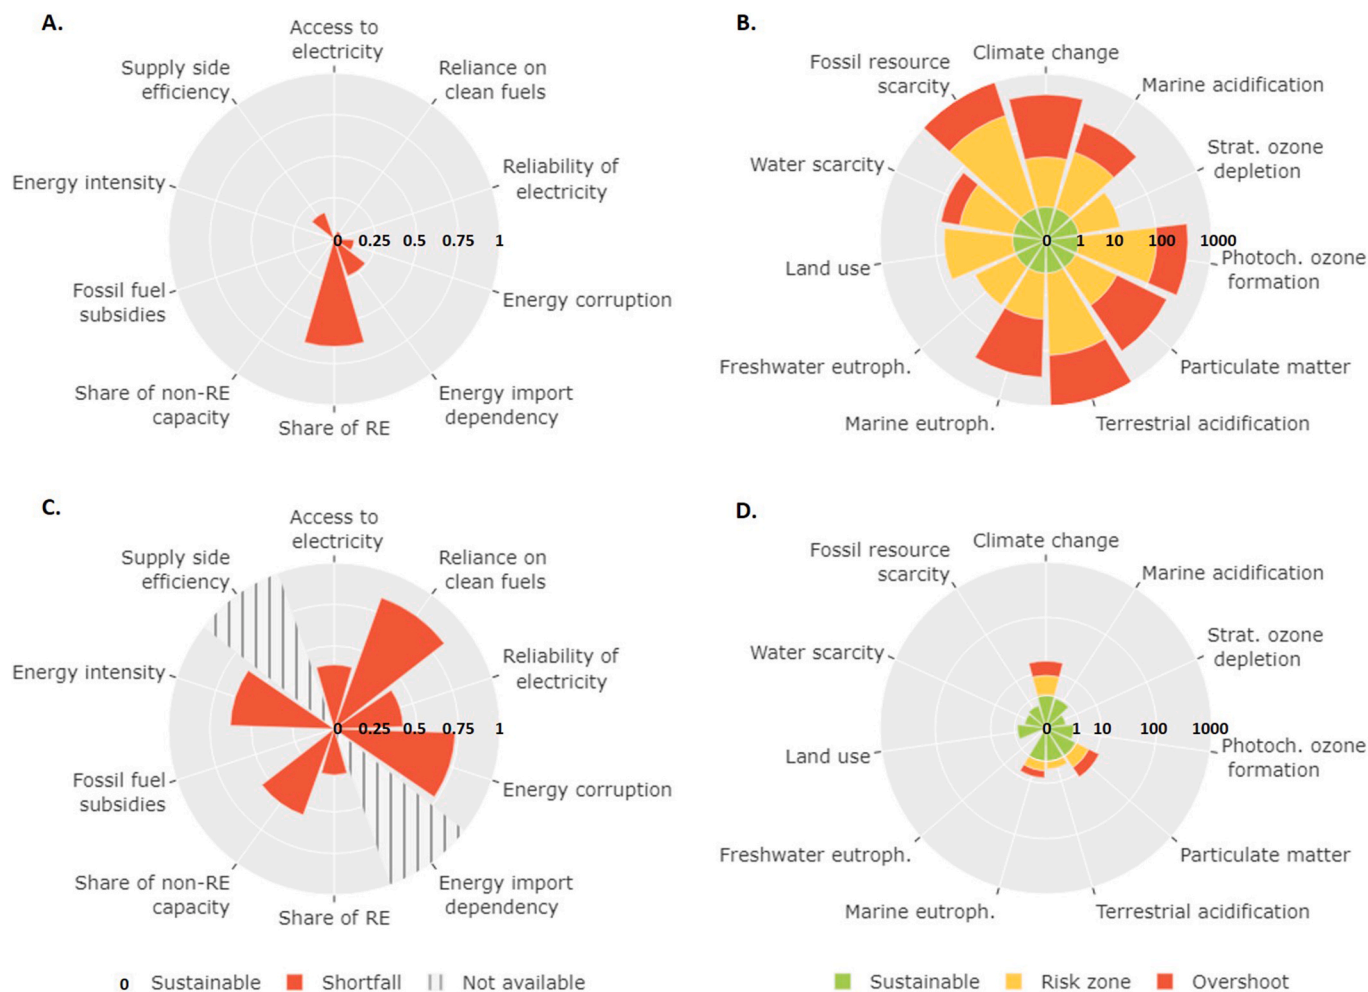 A.
Access to
electricity
Supply side
efficiency
Reliance on
clean fuels
Energy intensity
Reliability of
electricity
0 0.25 0.5 0.75 1
Fossil fuel
subsidies
Energy corruption
Share of non-RE
capacity
Energy import
dependency
Share of RE
B.
Climate change
Fossil resource
scarcity
Marine acidification
Water scarcity
Strat. ozone
depletion
0 1 10 100 1000
Land use
Photoch. ozone
formation
Freshwater eutroph.
Particulate matter
Marine eutroph.
Terrestrial acidification
C.
Access to
electricity
Supply side
efficiency
Reliance on
clean fuels
Energy intensity
Reliability of
electricity
0 0.25 0.5 0.75 1
Fossil fuel
subsidies
Energy corruption
Share of non-RE
capacity
Energy import
dependency
Share of RE
0 Sustainable Shortfall Not available
D.
Climate change
Fossil resource
scarcity
Marine acidification
Water scarcity
Strat. ozone
depletion
0 1 10 100 1000
Land use
Photoch. ozone
formation
Freshwater eutroph.
Particulate matter
Marine eutroph.
Terrestrial acidification
Sustainable Risk zone Overshoot